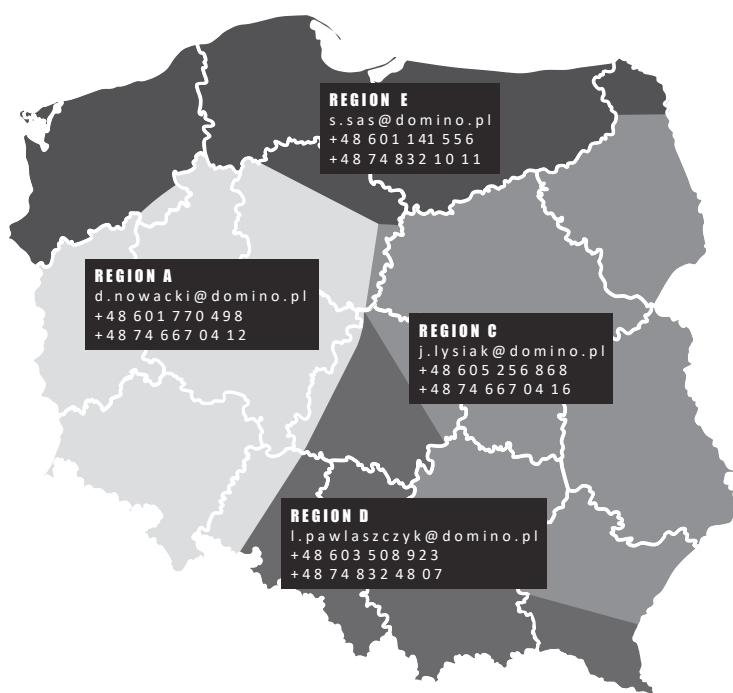 REGION E
s.sas@domino.pl
+48 601 141 556
+48 74 832 10 11
REGION A
d.nowacki@domino.pl
+48 601 770 498
+48 74 667 04 12
REGION C
j.lysiak@domino.pl
+48 605 256 868
+48 74 667 04 16
REGION D
l.pawlaszczyk@domino.pl
+48 603 508 923
+48 74 832 48 07